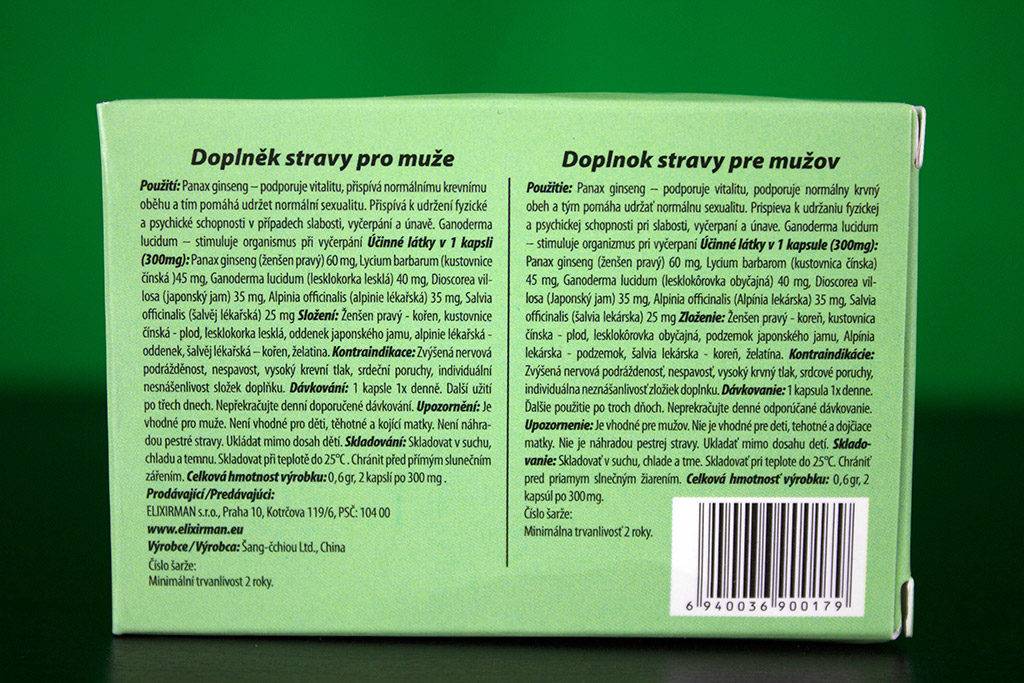 Doplněk stravy pro muže
Použití: Panax ginseng – podporuje vitalitu, přispívá normálnímu krevnímu
oběhu a tím pomáhá udržet normální sexualitu. Přispívá k udržení fyzické
a psychické schopnosti v případech slabosti, vyčerpání a únavě. Ganoderma
lucidum – stimuluje organismus při vyčerpání Účinné látky v 1 kapsli
(300mg): Panax ginseng (ženšen pravý) 60 mg, Lycium barbarum (kustovnice
čínská )45 mg, Ganoderma lucidum (lesklokorka lesklá) 40 mg, Dioscorea vil-
losa (japonský jam) 35 mg, Alpinia officinalis (alpinie lékařská) 35 mg, Salvia
officinalis (šalvěj lékařská) 25 mg Složení: Ženšen pravý - kořen, kustovnice
čínská - plod, lesklokorka lesklá, oddenek japonského jamu, alpinie lékařská -
oddenek, šalvěj lékařská – kořen, želatina. Kontraindikace: Zvýšená nervová
podrážděnost, nespavost, vysoký krevní tlak, srdeční poruchy, individuální
nesnášenlivost složek doplňku. Dávkování: 1 kapsle 1x denně. Další užití
po třech dnech. Nepřekračujte denní doporučené dávkování. Upozornění: Je
vhodné pro muže. Není vhodné pro děti, těhotné a kojící matky. Není náhra-
dou pestré stravy. Ukládat mimo dosah dětí. Skladování: Skladovat v suchu,
chladu a temnu. Skladovat při teplotě do 25°C . Chránit před přímým slunečním
zářením. Celková hmotnost výrobku: 0,6 gr, 2 kapslí po 300 mg .
Prodávající/Predávajúci:
ELIXIRMAN s.r.o., Praha 10, Kotrčova 119/6, PSČ: 104 00
www.elixirman.eu
Výrobce/Výrobca: Šang-čchiou Ltd., China
Číslo šarže:
Minimální trvanlivost 2 roky.
Doplnok stravy pre mužov
Použitie: Panax ginseng – podporuje vitalitu, podporuje normálny krvný
obeh a tým pomáha udržať normálnu sexualitu. Prispieva k udržaniu fyzickej
a psychickej schopnosti pri slabosti, vyčerpaní a únave. Ganoderma lucidum
– stimuluje organizmus pri vyčerpaní Účinné látky v 1 kapsule (300mg):
Panax ginseng (ženšen pravý) 60 mg, Lycium barbarom (kustovnica čínska)
45 mg, Ganoderma lucidum (lesklokôrovka obyčajná) 40 mg, Dioscorea vil-
losa (Japonský jam) 35 mg, Alpinia officinalis (Alpínia lekárska) 35 mg, Salvia
officinalis (šalvia lekárska) 25 mg Zloženie: Ženšen pravý - koreň, kustovnica
čínska - plod, lesklokôrovka obyčajná, podzemok japonského jamu, Alpínia
lekárska - podzemok, šalvia lekárska - koreň, želatína. Kontraindikácie:
Zvýšená nervová podráždenosť, nespavosť, vysoký krvný tlak, srdcové poruchy,
individuálna neznášanlivosť zložiek doplnku. Dávkovanie: 1 kapsula 1x denne.
Ďalšie použitie po troch dňoch. Neprekračujte denné odporúčané dávkovanie.
Upozornenie: Je vhodné pre mužov. Nie je vhodné pre deti, tehotné a dojčiace
matky. Nie je náhradou pestrej stravy. Ukladať mimo dosahu detí. Sklado-
vanie: Skladovať v suchu, chlade a tme. Skladovať pri teplote do 25°C. Chrániť
pred priamym slnečným žiarením. Celková hmotnosť výrobku: 0,6 gr, 2
kapsúl po 300 mg.
Číslo šarže:
Minimálna trvanlivosť 2 roky.
6 940036 900179